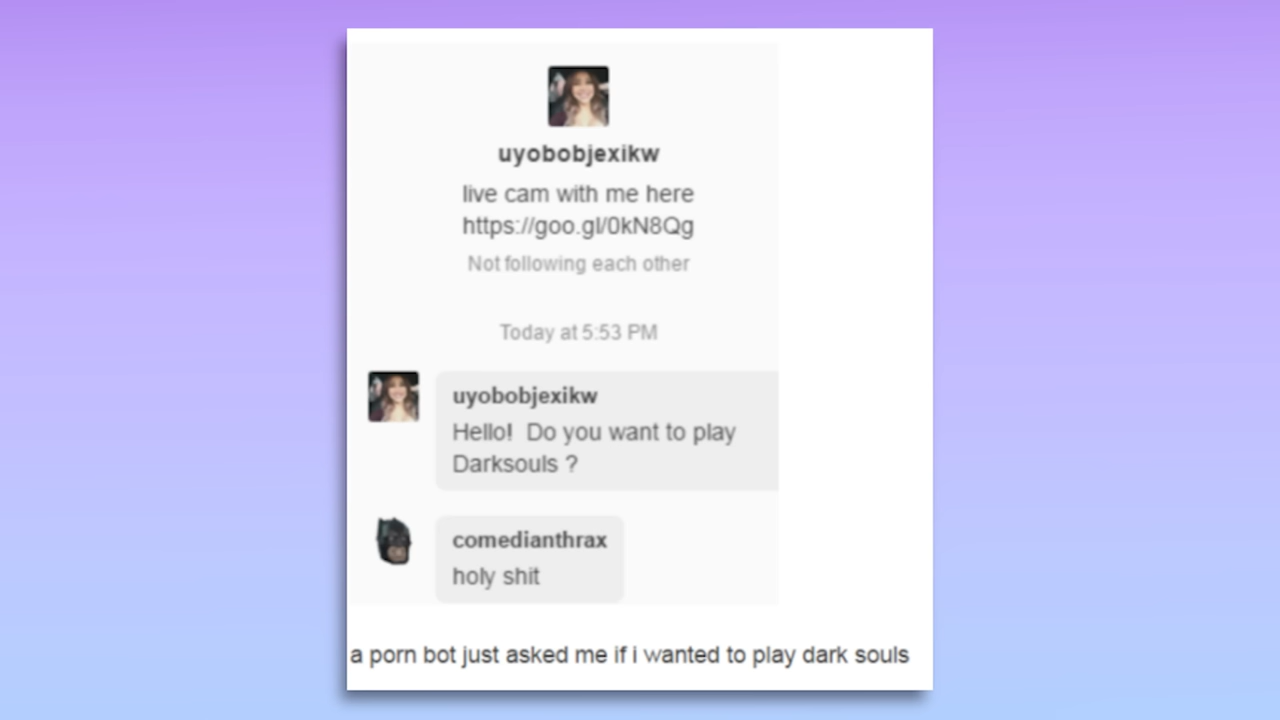 uyobobjexikw
live cam with me here
https://goo.gl/0kN8Qg
Not following each other
Today at 5:53 PM
uyobobjexikw
Hello!  Do you want to play
Darksouls ?
comedianthrax
holy shit
a porn bot just asked me if i wanted to play dark souls